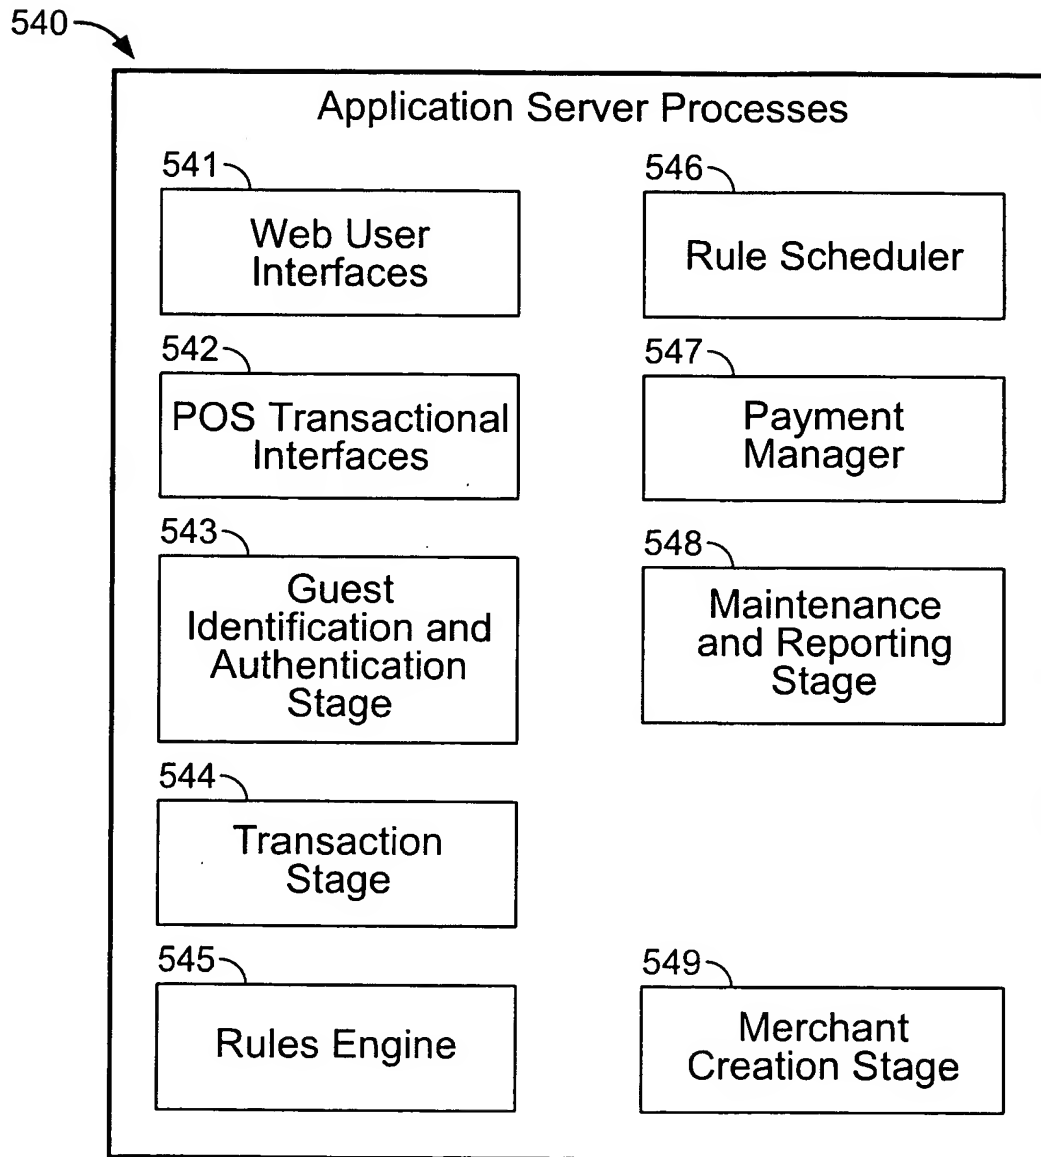 540
Application Server Processes
541
Web User
Interfaces
542
POS Transactional
Interfaces
543
Guest
Identification and
Authentication
Stage
544
Transaction
Stage
545
Rules Engine
546
Rule Scheduler
547
Payment
Manager
548
Maintenance
and Reporting
Stage
549
Merchant
Creation Stage